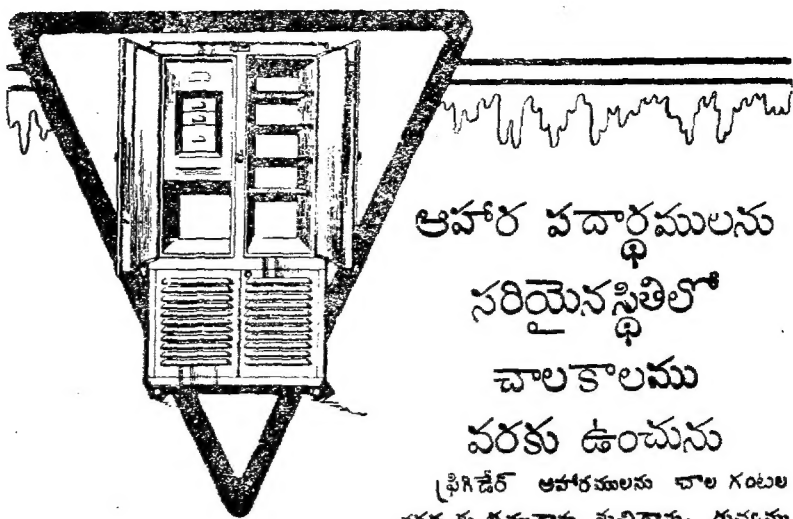 ఆహార పదార్థములను
సరియైనస్థితిలో
చాలకాలము
వరకు ఉంచును
ఫ్రిగిడేర్ ఆహారములను చాల గంటల